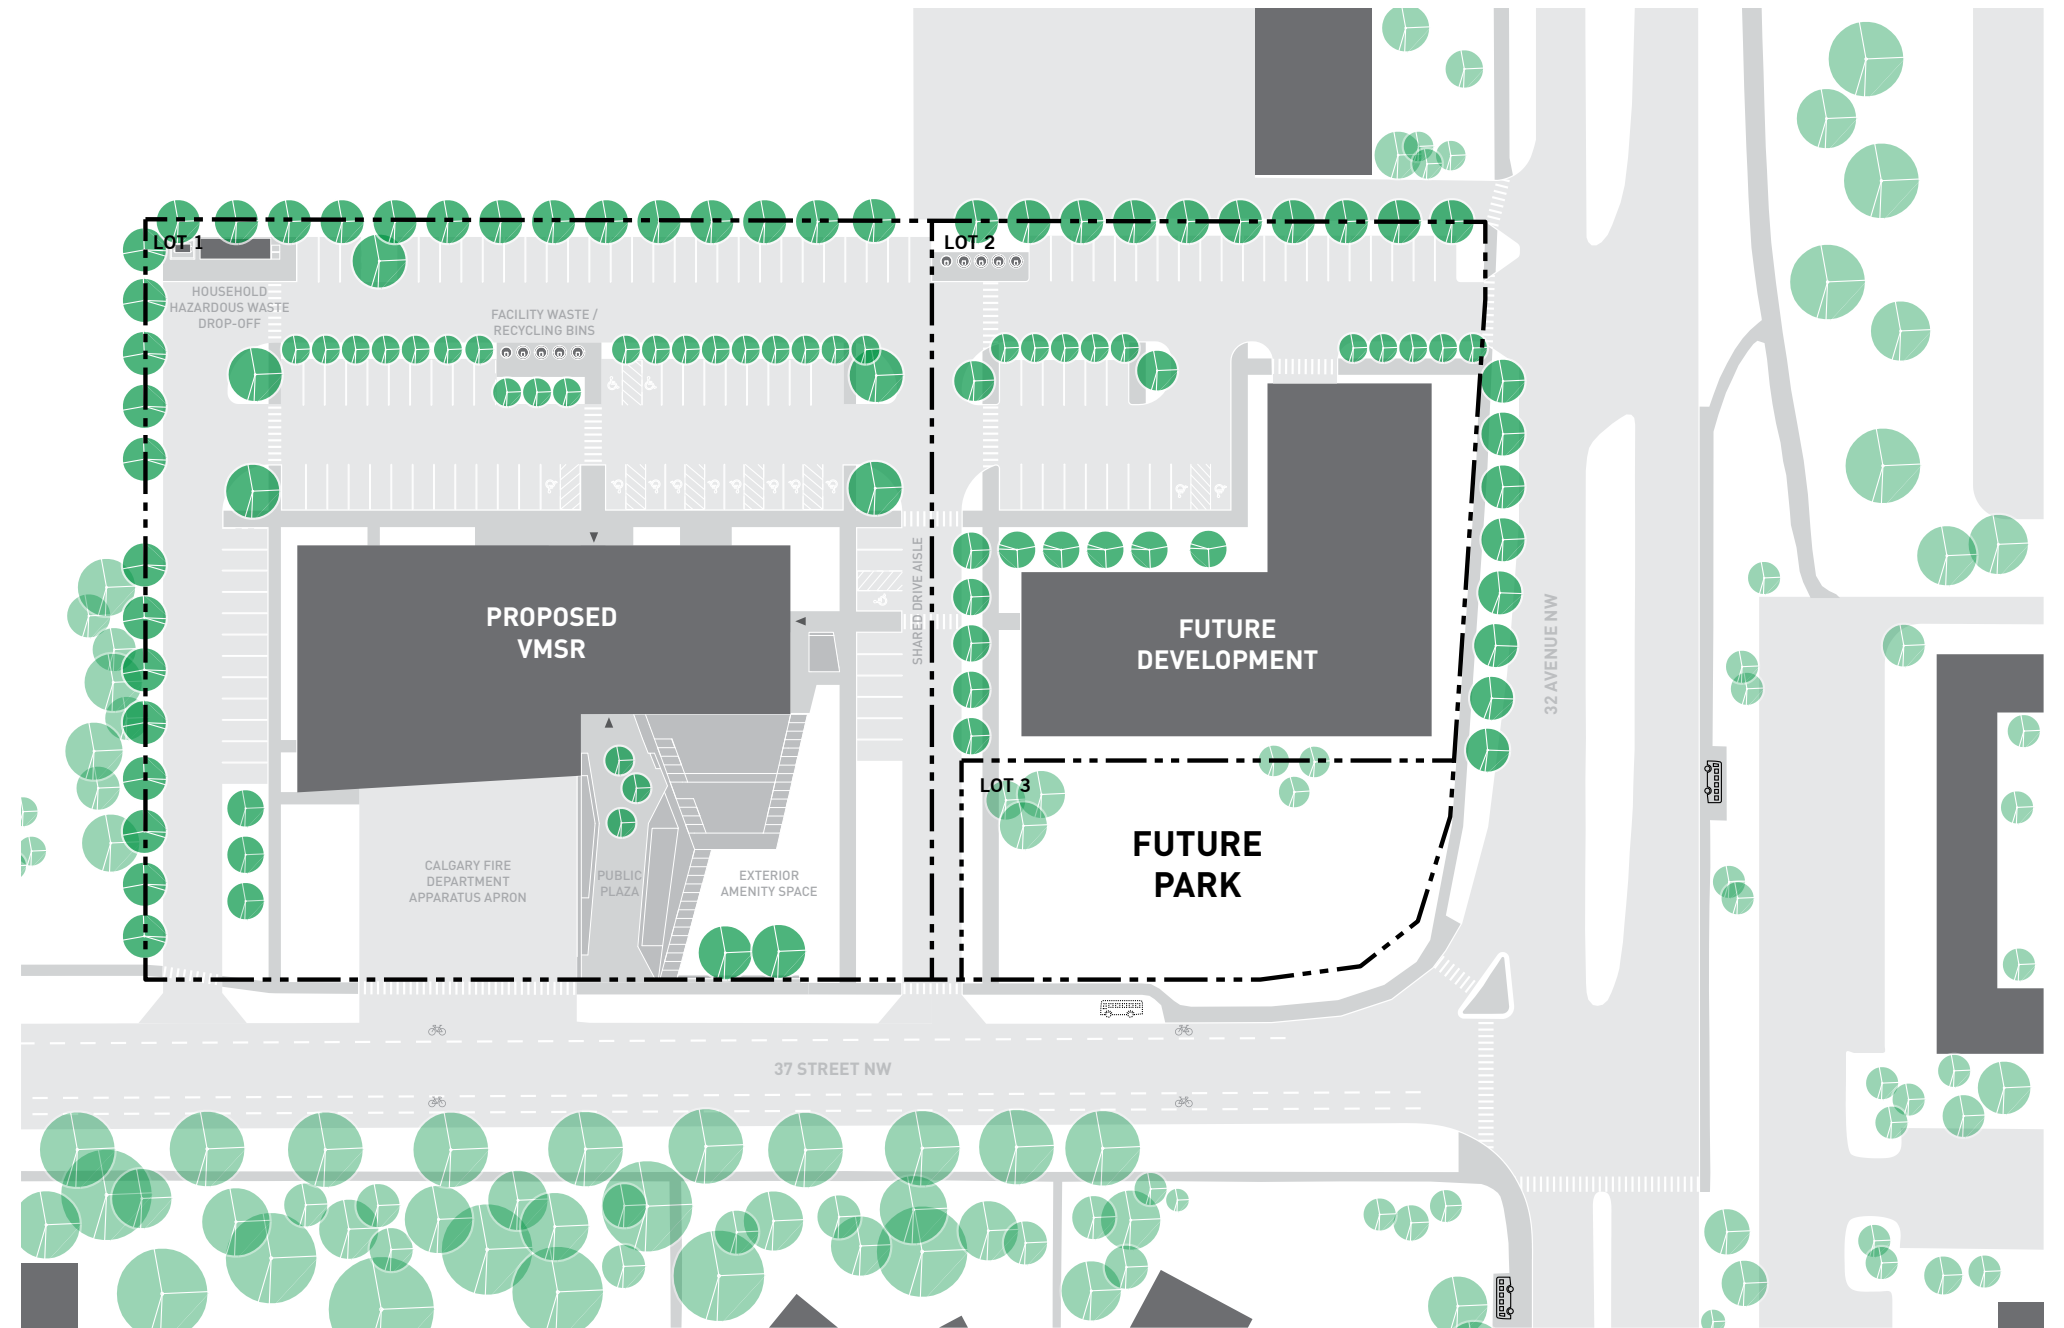 LOT 1
LOT 2
HOUSEHOLD
HAZARDOUS WASTE
DROP-OFF
FACILITY WASTE /
RECYCLING BINS
SHARED DRIVE AISLE
PROPOSED
VMSR
FUTURE
DEVELOPMENT
32 AVENUE NW
LOT 3
FUTURE
PARK
CALGARY FIRE
DEPARTMENT
APPARATUS APRON
PUBLIC
PLAZA
EXTERIOR
AMENITY SPACE
37 STREET NW